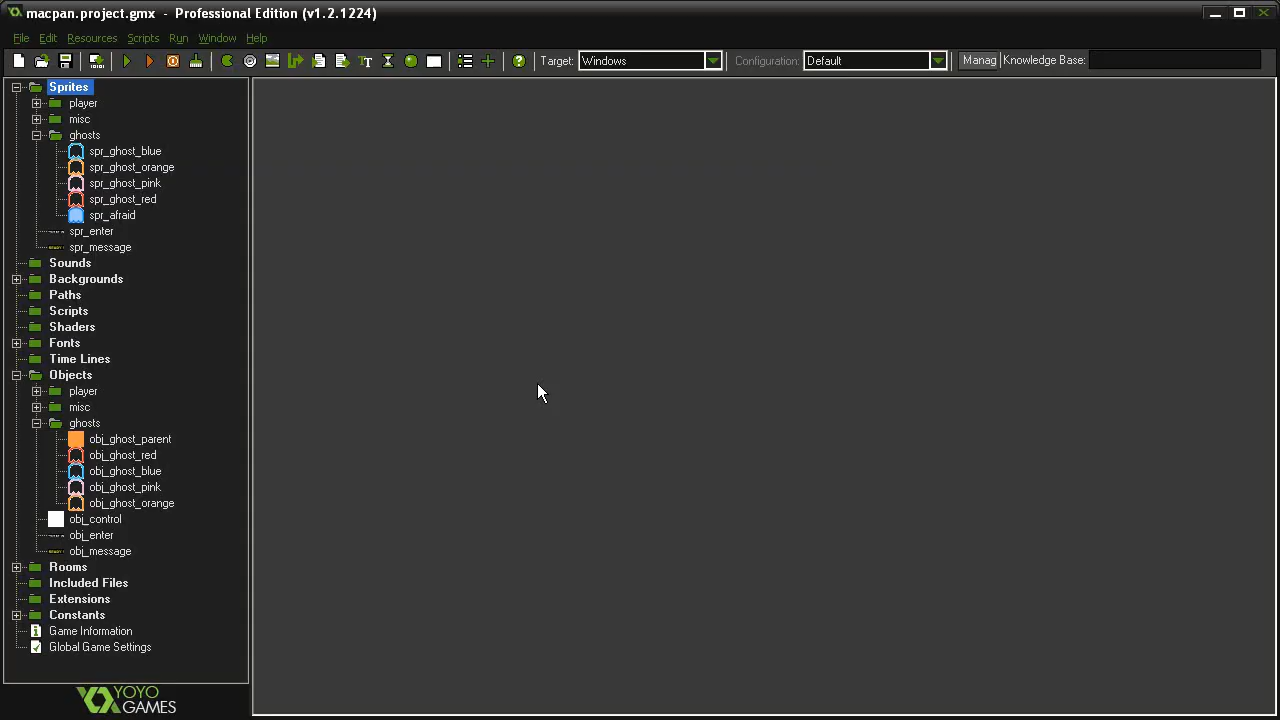 macpan.project.gmx - Professional Edition (v1.2.1224)
File Edit Resources Scripts Run Window Help
Target: Windows Configuration: Default Manag Knowledge Base:
Sprites
player
misc
ghosts
spr_ghost_blue
spr_ghost_orange
spr_ghost_pink
spr_ghost_red
spr_afraid
spr_enter
spr_message
Sounds
Backgrounds
Paths
Scripts
Shaders
Fonts
Time Lines
Objects
player
misc
ghosts
obj_ghost_parent
obj_ghost_red
obj_ghost_blue
obj_ghost_pink
obj_ghost_orange
obj_control
obj_enter
obj_message
Rooms
Included Files
Extensions
Constants
Game Information
Global Game Settings
YOYO
GAMES